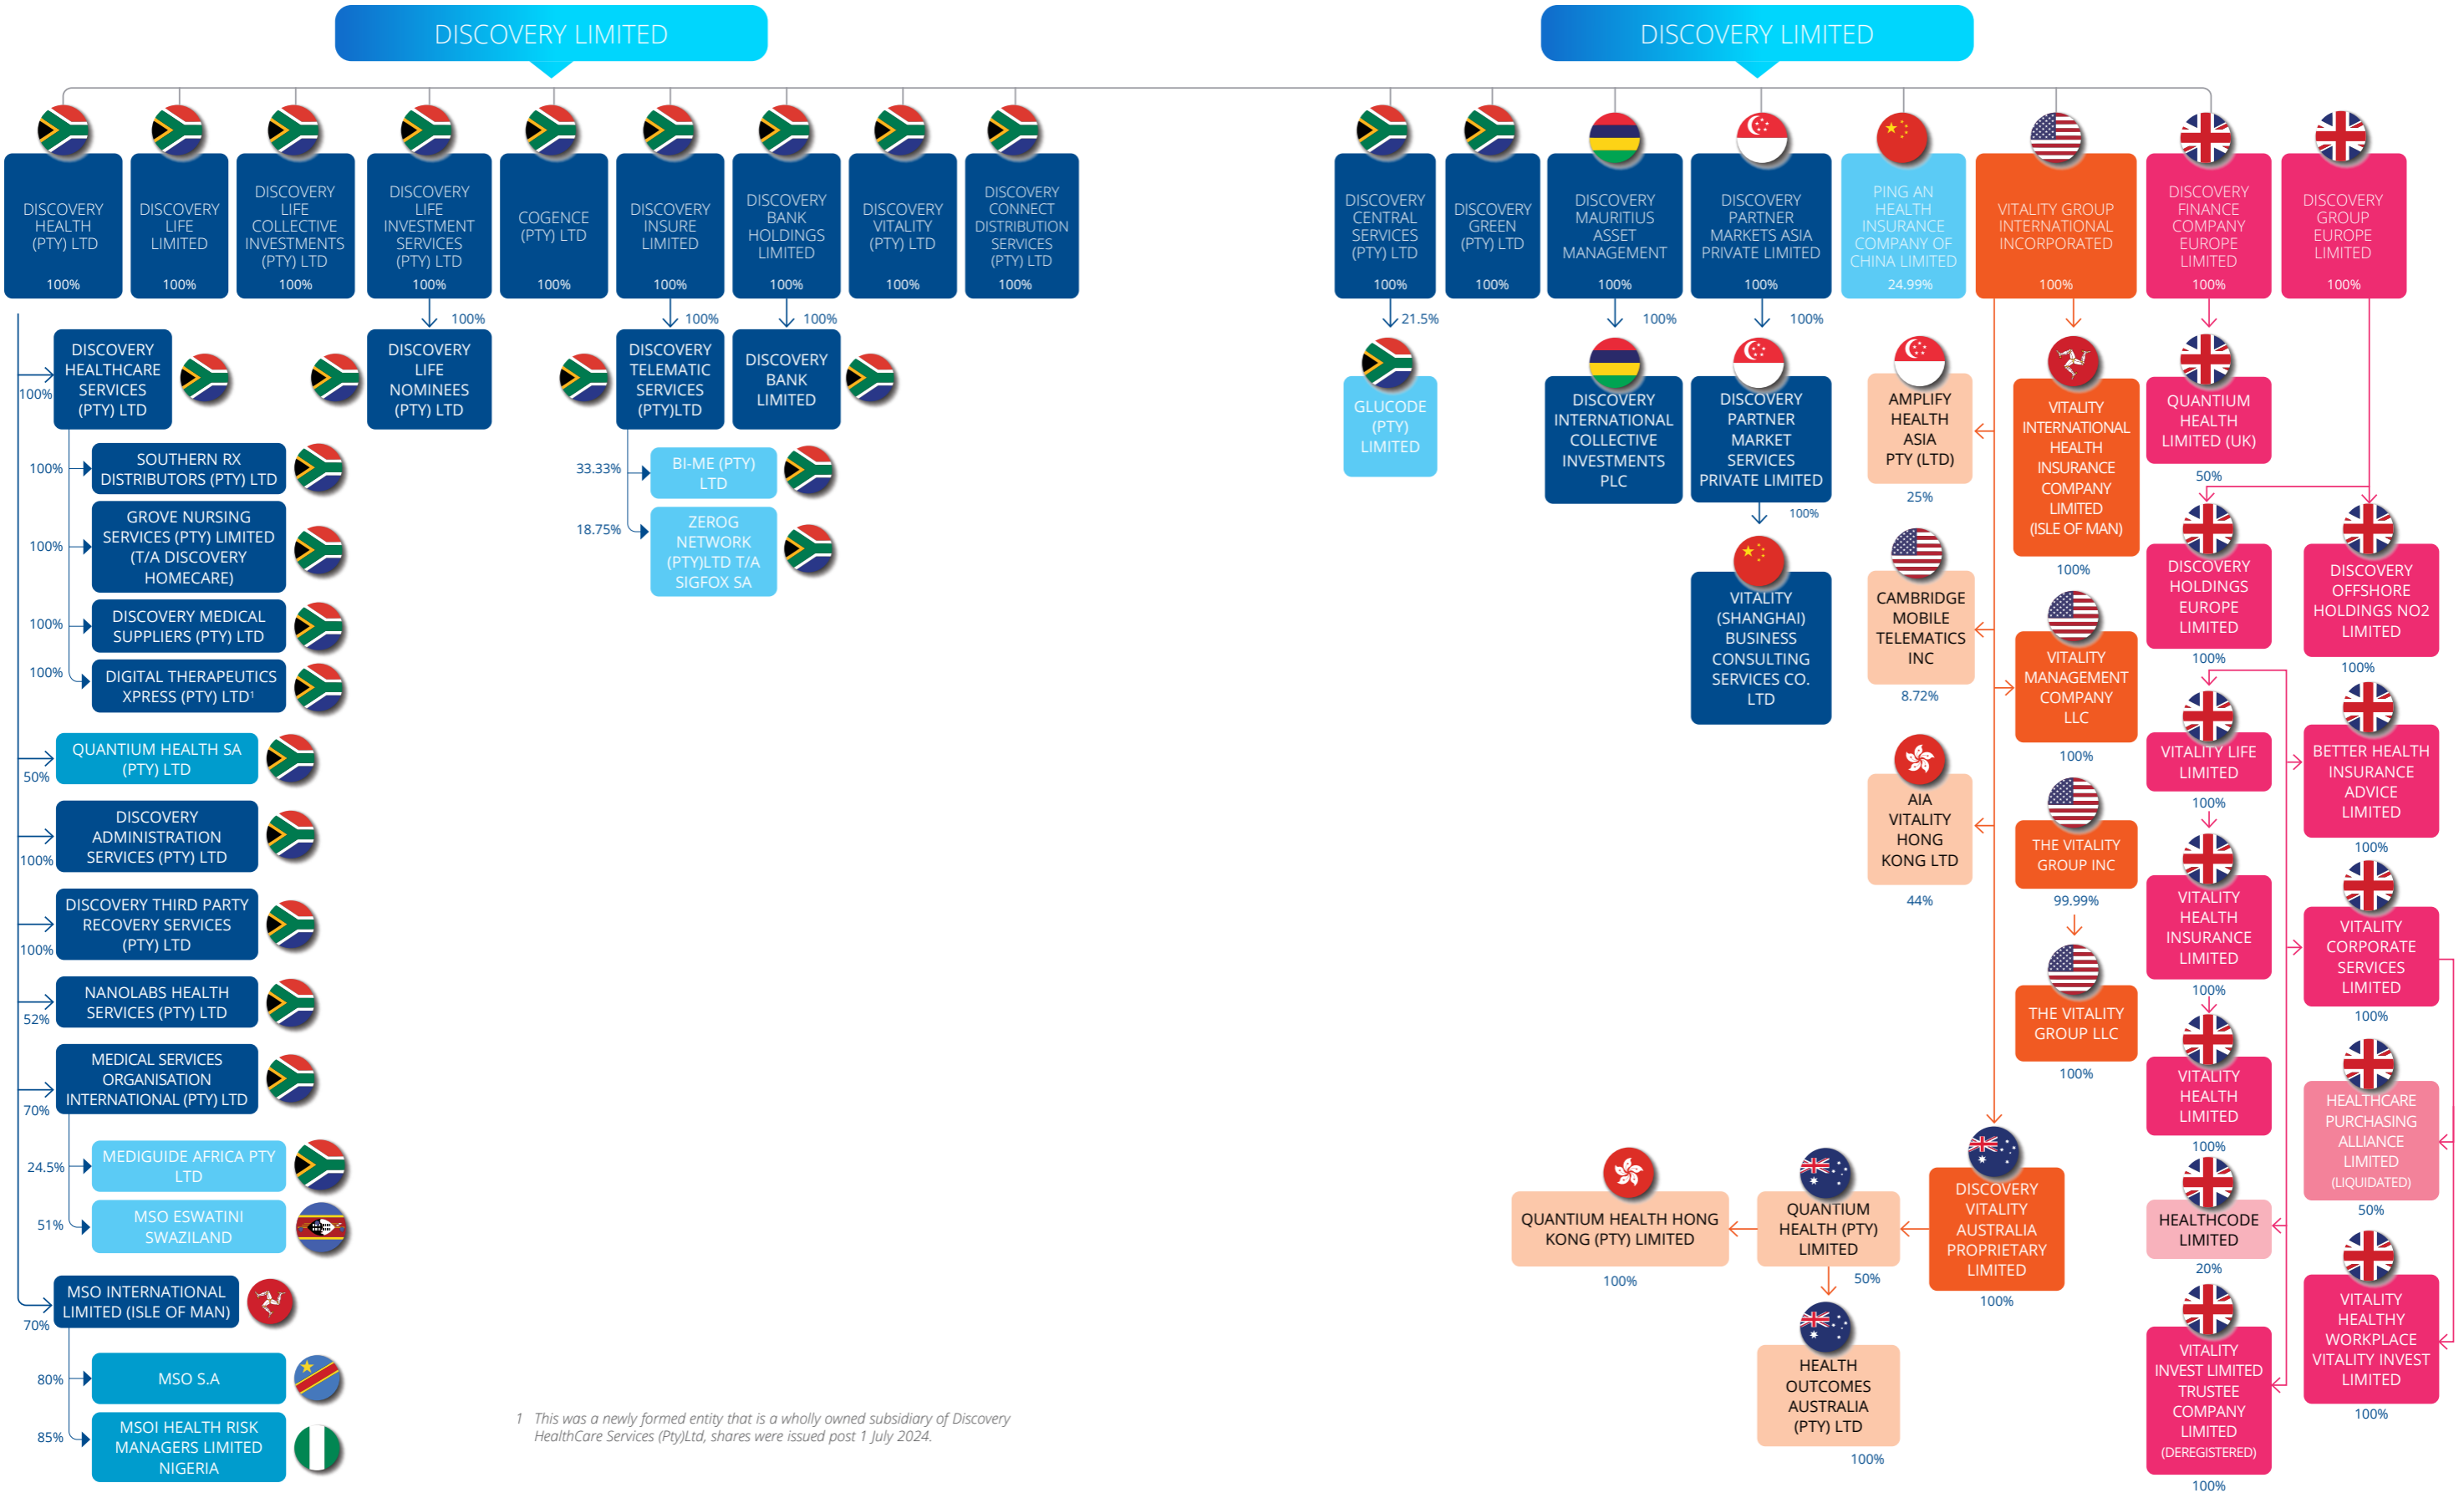 DISCOVERY LIMITED
DISCOVERY
HEALTH
(PTY) LTD
100%
DISCOVERY
LIFE
LIMITED
100%
DISCOVERY
LIFE
COLLECTIVE
INVESTMENTS
(PTY) LTD
100%
DISCOVERY
LIFE
INVESTMENT
SERVICES
(PTY) LTD
100%
COGENCE
(PTY) LTD
100%
DISCOVERY
INSURE
LIMITED
100%
DISCOVERY
BANK
HOLDINGS
LIMITED
100%
DISCOVERY
VITALITY
(PTY) LTD
100%
DISCOVERY
CONNECT
DISTRIBUTION
SERVICES
(PTY) LTD
100%
100%
DISCOVERY
HEALTHCARE
SERVICES
(PTY) LTD
100%
SOUTHERN RX
DISTRIBUTORS (PTY) LTD
100%
GROVE NURSING
SERVICES (PTY) LIMITED
(T/A DISCOVERY
HOMECARE)
100%
DISCOVERY MEDICAL
SUPPLIERS (PTY) LTD
100%
DIGITAL THERAPEUTICS
XPRESS (PTY) LTD¹
50%
QUANTIUM HEALTH SA
(PTY) LTD
100%
DISCOVERY
ADMINISTRATION
SERVICES (PTY) LTD
100%
DISCOVERY THIRD PARTY
RECOVERY SERVICES
(PTY) LTD
52%
NANOLABS HEALTH
SERVICES (PTY) LTD
70%
MEDICAL SERVICES
ORGANISATION
INTERNATIONAL (PTY) LTD
24.5%
MEDIGUIDE AFRICA PTY
LTD
51%
MSO ESWATINI
SWAZILAND
70%
MSO INTERNATIONAL
LIMITED (ISLE OF MAN)
80%
MSO S.A
85%
MSOI HEALTH RISK
MANAGERS LIMITED
NIGERIA
100%
DISCOVERY
LIFE
NOMINEES
(PTY) LTD
100%
DISCOVERY
TELEMATIC
SERVICES
(PTY)LTD
33.33%
BI-ME (PTY)
LTD
18.75%
ZEROG
NETWORK
(PTY)LTD T/A
SIGFOX SA
100%
DISCOVERY
BANK
LIMITED
1 This was a newly formed entity that is a wholly owned subsidiary of Discovery
HealthCare Services (Pty)Ltd, shares were issued post 1 July 2024.
DISCOVERY LIMITED
DISCOVERY
CENTRAL
SERVICES
(PTY) LTD
100%
DISCOVERY
GREEN
(PTY) LTD
100%
DISCOVERY
MAURITIUS
ASSET
MANAGEMENT
100%
DISCOVERY
PARTNER
MARKETS ASIA
PRIVATE LIMITED
100%
PING AN
HEALTH
INSURANCE
COMPANY OF
CHINA LIMITED
24.99%
VITALITY GROUP
INTERNATIONAL
INCORPORATED
100%
DISCOVERY
FINANCE
COMPANY
EUROPE
LIMITED
100%
DISCOVERY
GROUP
EUROPE
LIMITED
100%
21.5%
GLUCODE
(PTY)
LIMITED
100%
DISCOVERY
INTERNATIONAL
COLLECTIVE
INVESTMENTS
PLC
100%
DISCOVERY
PARTNER
MARKET
SERVICES
PRIVATE LIMITED
100%
VITALITY
(SHANGHAI)
BUSINESS
CONSULTING
SERVICES CO.
LTD
AMPLIFY
HEALTH
ASIA
PTY (LTD)
25%
CAMBRIDGE
MOBILE
TELEMATICS
INC
8.72%
AIA
VITALITY
HONG
KONG LTD
44%
VITALITY
INTERNATIONAL
HEALTH
INSURANCE
COMPANY
LIMITED
(ISLE OF MAN)
100%
VITALITY
MANAGEMENT
COMPANY
LLC
100%
THE VITALITY
GROUP INC
99.99%
THE VITALITY
GROUP LLC
100%
QUANTIUM HEALTH HONG
KONG (PTY) LIMITED
100%
QUANTIUM
HEALTH (PTY)
LIMITED
50%
DISCOVERY
VITALITY
AUSTRALIA
PROPRIETARY
LIMITED
100%
HEALTH
OUTCOMES
AUSTRALIA
(PTY) LTD
100%
QUANTIUM
HEALTH
LIMITED (UK)
50%
DISCOVERY
HOLDINGS
EUROPE
LIMITED
100%
VITALITY LIFE
LIMITED
100%
VITALITY
HEALTH
INSURANCE
LIMITED
100%
VITALITY
HEALTH
LIMITED
100%
HEALTHCODE
LIMITED
20%
VITALITY
INVEST LIMITED
TRUSTEE
COMPANY
LIMITED
(DEREGISTERED)
100%
DISCOVERY
OFFSHORE
HOLDINGS NO2
LIMITED
100%
BETTER HEALTH
INSURANCE
ADVICE
LIMITED
100%
VITALITY
CORPORATE
SERVICES
LIMITED
100%
HEALTHCARE
PURCHASING
ALLIANCE
LIMITED
(LIQUIDATED)
50%
VITALITY
HEALTHY
WORKPLACE
VITALITY INVEST
LIMITED
100%